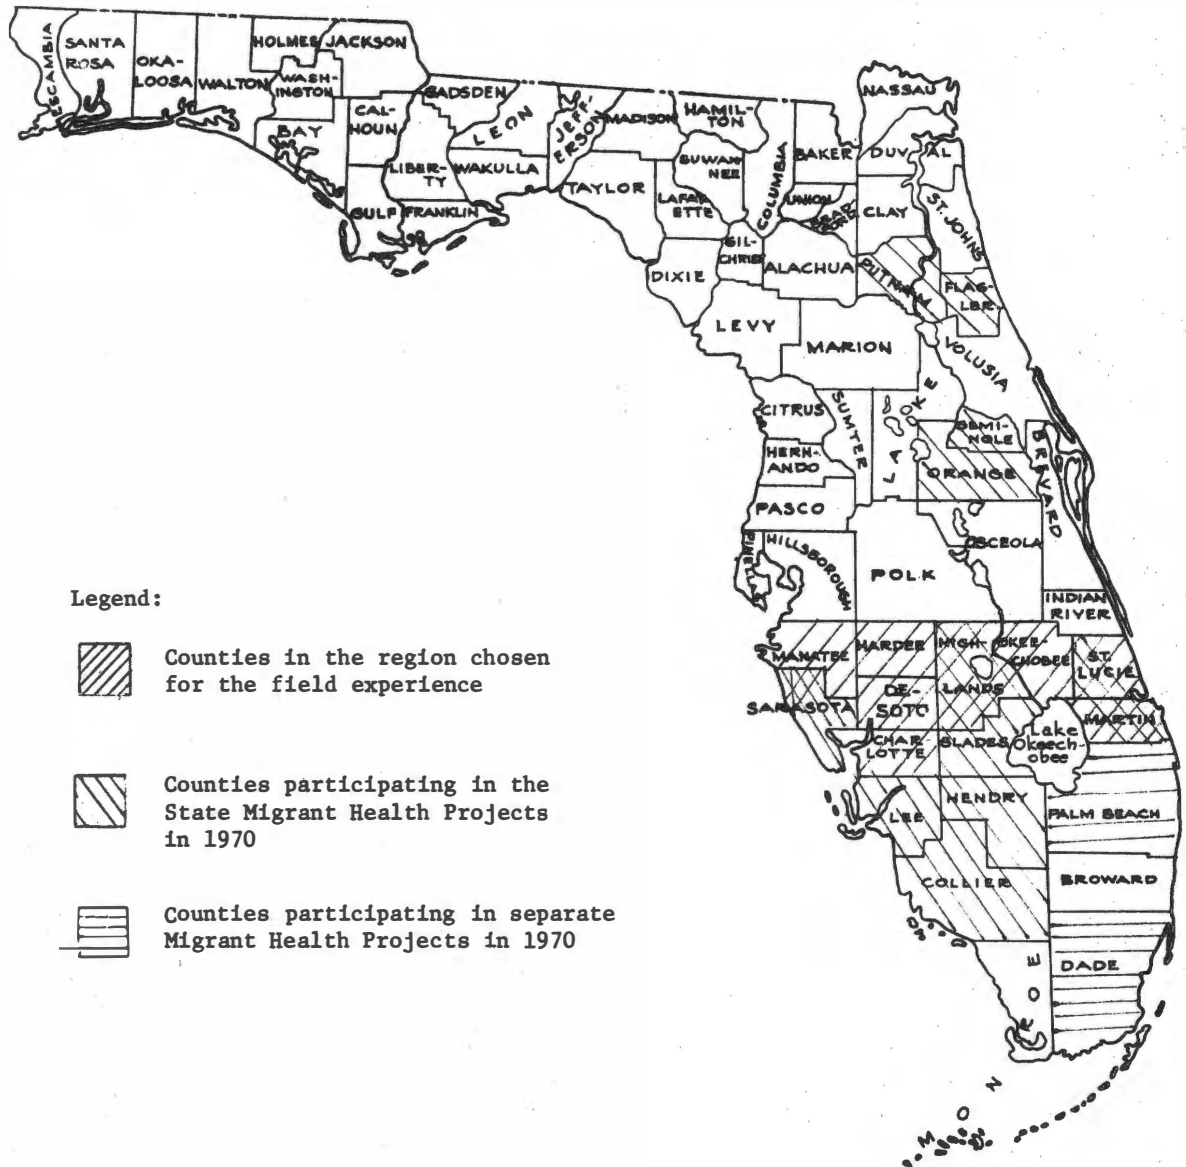 ESCAMBIA
SANTA
ROSA
OKA-
LOOSA
WALTON
HOLMES
JACKSON
WASH-
INGTON
BAY
CAL-
HOUN
GULF
GADSDEN
LIBER-
TY
FRANKLIN
LEON
WAKULLA
JEFF-
ERSON
MADISON
TAYLOR
HAMIL-
TON
SUWAN-
NEE
LAFAY
ETTE
COLUMBIA
BAKER
NASSAU
DUVAL
UNION
BRAD-
FORD
CLAY
ST. JOHNS
GIL-
CHRIST
DIXIE
ALACHUA
PUTNAM
FLAG-
LER
LEVY
MARION
VOLUSIA
CITRUS
SUMTER
LAKE
SEMI-
NOLE
ORANGE
BREVARD
HERN-
ANDO
PASCO
PINELLAS
HILLSBOROUGH
POLK
OSCEOLA
INDIAN
RIVER
MANATEE
HARDEE
HIGH-
LANDS
OKEE-
CHOBEE
ST.
LUCIE
SARASOTA
DE-
SOTO
MARTIN
CHAR
LOTTE
GLADES
Lake
Okeech-
obee
LEE
HENDRY
PALM BEACH
COLLIER
BROWARD
DADE
MONROE
Legend:
Counties in the region chosen
for the field experience
Counties participating in the
State Migrant Health Projects
in 1970
Counties participating in separate
Migrant Health Projects in 1970